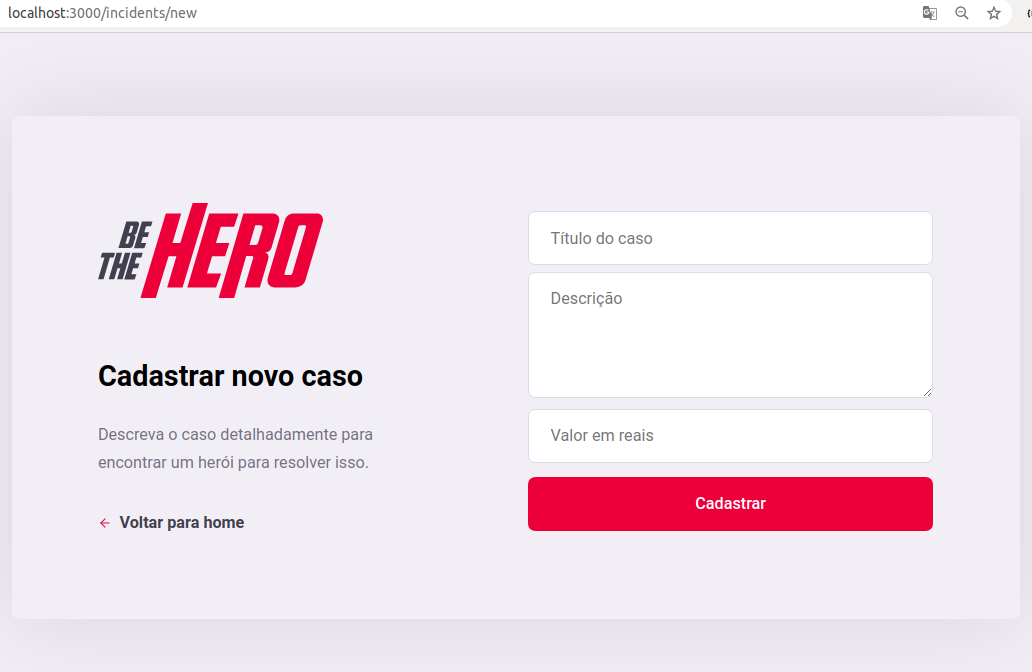 localhost:3000/incidents/new
BE
THE
HERO
Cadastrar novo caso
Descreva o caso detalhadamente para
encontrar um herói para resolver isso.
Voltar para home
Título do caso
Descrição
Valor em reais
Cadastrar